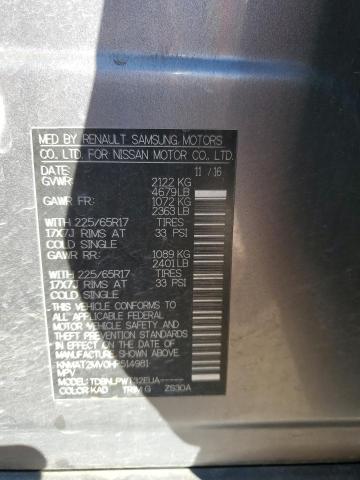 MFD BY RENAULT SAMSUNG MOTORS
CO. LTD. FOR NISSAN MOTOR CO., LTD.
DATE: 11 / 16
GVWR 2122 KG
4679 LB
GAWR FR: 1072 KG
2363 LB
WITH 225/65R17 TIRES
17X7J RIMS AT 33 PSI
COLD SINGLE
GAWR RR: 1089 KG
2401 LB
WITH 225/65R17 TIRES
17X7J RIMS AT 33 PSI
COLD SINGLE
THIS VEHICLE CONFORMS TO
ALL APPLICABLE FEDERAL
MOTOR VEHICLE SAFETY
STANDARDS
IN EFFECT ON THE DATE OF
MANUFACTURE SHOWN ABOVE.
KNMAT2MV0HP514981
MPV
MODEL:
COLOR KAD TRIM G ZS30A